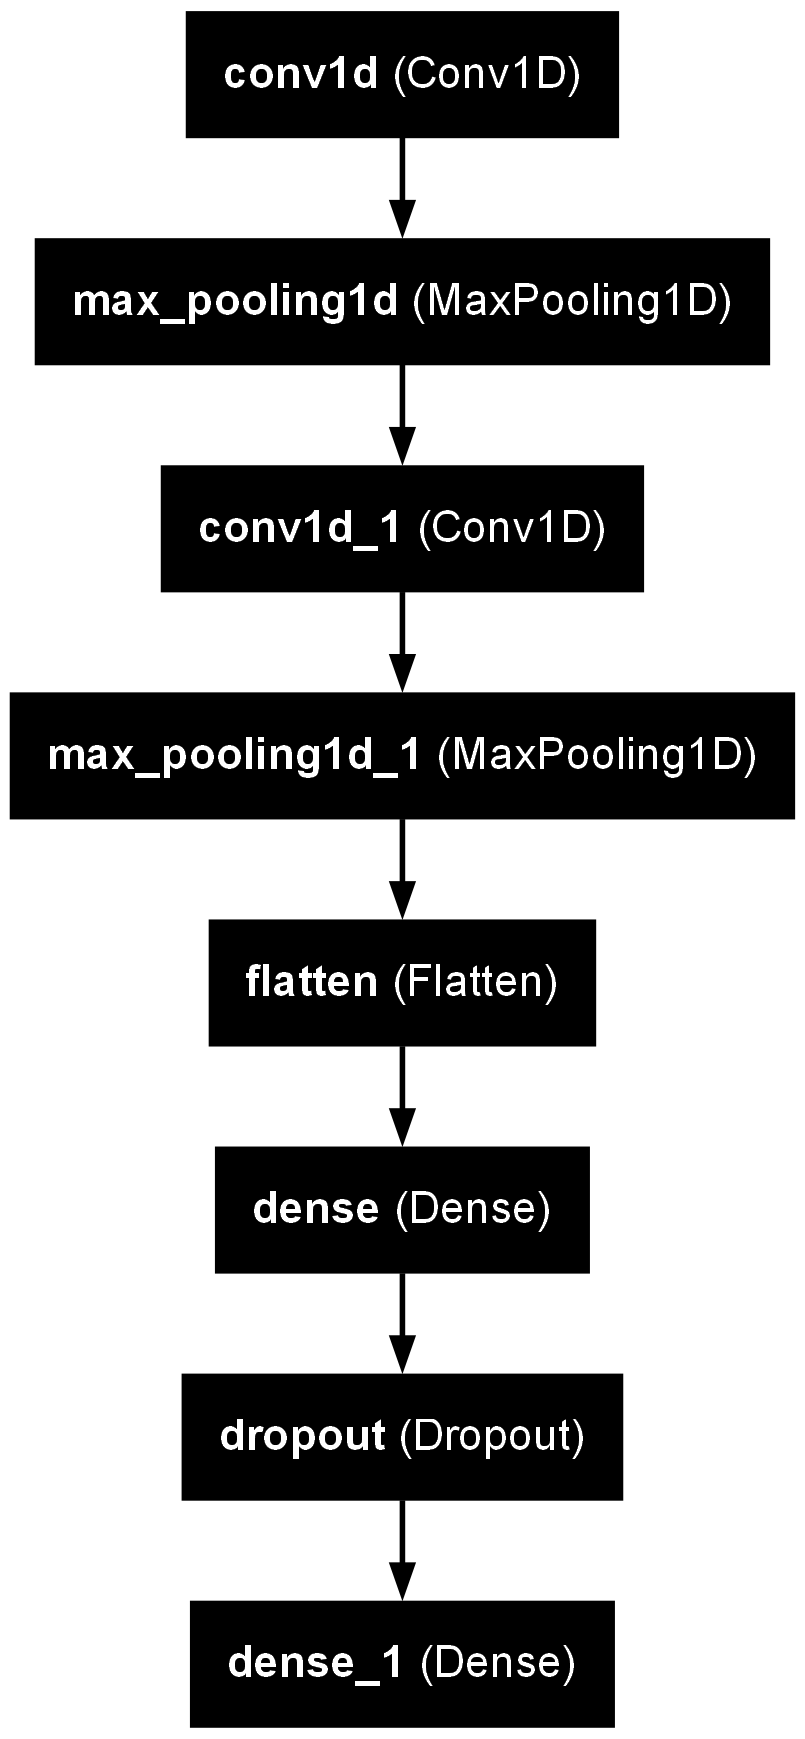 conv1d (Conv1D)
max_pooling1d (MaxPooling1D)
conv1d_1 (Conv1D)
max_pooling1d_1 (MaxPooling1D)
flatten (Flatten)
dense (Dense)
dropout (Dropout)
dense_1 (Dense)